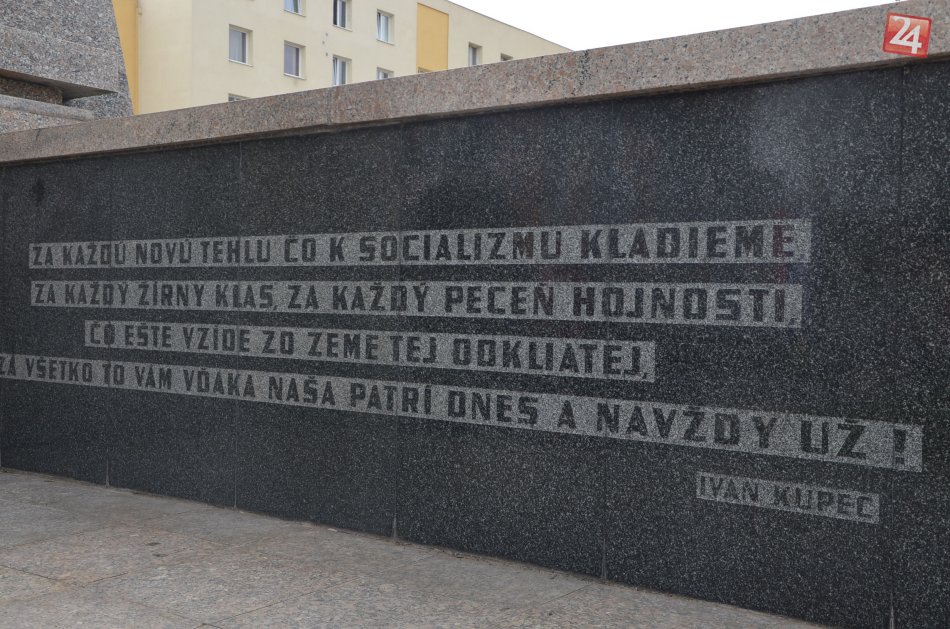 24
ZA KAŽDÚ NOVÚ TEHLU ČO K SOCIALIZMU KLADIEME
ZA KAŽDÝ ŽÍRNY KLAS, ZA KAŽDÝ PECEŇ HOJNOSTI,
ČO EŠTE VZÍDE ZO ZEME TEJ ODKLIATEJ,
ZA VŠETKO TO VÁM VĎAKA NAŠA PATRÍ DNES A NAVŽDY UŽ !
IVAN KUPEC